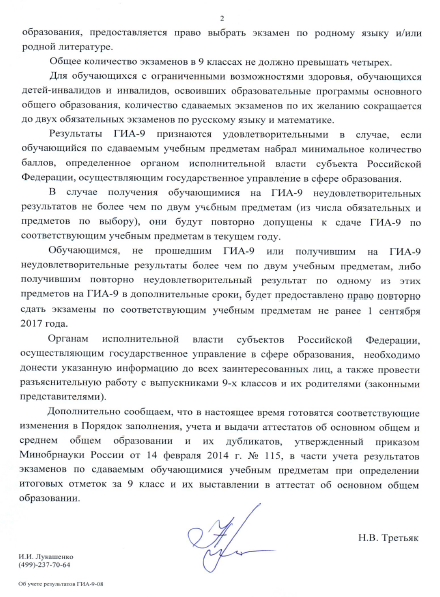 2
образования, предоставляется право выбрать экзамен по родному языку и/или
родной литературе.
Общее количество экзаменов в 9 классах не должно превышать четырех.
Для обучающихся с ограниченными возможностями здоровья, обучающихся
детей-инвалидов и инвалидов, освоивших образовательные программы основного
общего образования, количество сдаваемых экзаменов по их желанию сокращается
до двух обязательных экзаменов по русскому языку и математике.
Результаты ГИА-9 признаются удовлетворительными в случае, если
обучающийся по сдаваемым учебным предметам набрал минимальное количество
баллов, определенное органом исполнительной власти субъекта Российской
Федерации, осуществляющим государственное управление в сфере образования.
В случае получения обучающимися на ГИА-9 неудовлетворительных
результатов не более чем по двум учебным предметам (из числа обязательных и
предметов по выбору), они будут повторно допущены к сдаче ГИА-9 по
соответствующим учебным предметам в текущем году.
Обучающимся, не прошедшим ГИА-9 или получившим на ГИА-9
неудовлетворительные результаты более чем по двум учебным предметам, либо
получившим повторно неудовлетворительный результат по одному из этих
предметов на ГИА-9 в дополнительные сроки, будет предоставлено право повторно
сдать экзамены по соответствующим учебным предметам не ранее 1 сентября
2017 года.
Органам исполнительной власти субъектов Российской Федерации,
осуществляющим государственное управление в сфере образования, необходимо
донести указанную информацию до всех заинтересованных лиц, а также провести
разъяснительную работу с выпускниками 9-х классов и их родителями (законными
представителями).
Дополнительно сообщаем, что в настоящее время готовятся соответствующие
изменения в Порядок заполнения, учета и выдачи аттестатов об основном общем и
среднем общем образовании и их дубликатов, утвержденный приказом
Минобрнауки России от 14 февраля 2014 г. № 115, в части учета результатов
экзаменов по сдаваемым обучающимися учебным предметам при определении
итоговых отметок за 9 класс и их выставлении в аттестат об основном общем
образовании.
Н.В. Третьяк
И.И. Лукашенко
(499)-237-70-64
Об учете результатов ГИА-9-08